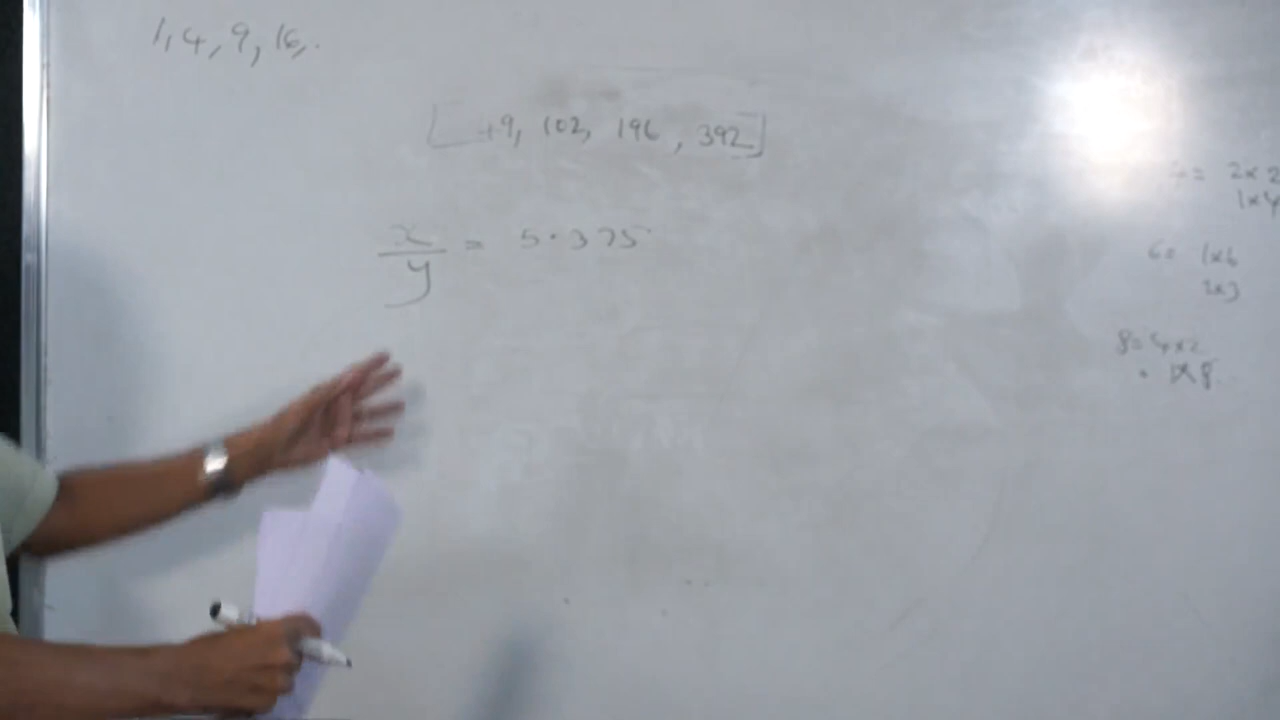 1, 4, 9, 16,.
[ 49, 102, 196, 392]
x/y = 5.375
2×2
1×4
6= 1×6
2×3
8= 4×2
1×8